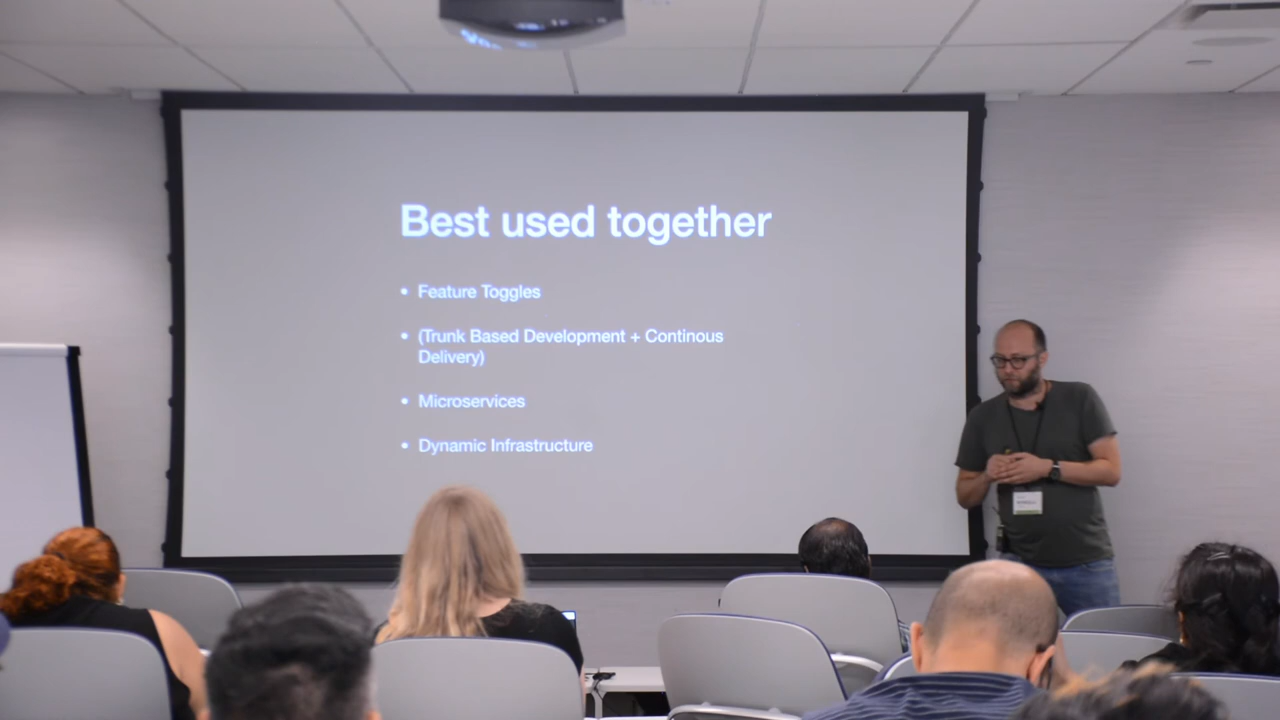 Best used together
• Feature Toggles
• (Trunk Based Development + Continous
Delivery)
• Microservices
• Dynamic Infrastructure